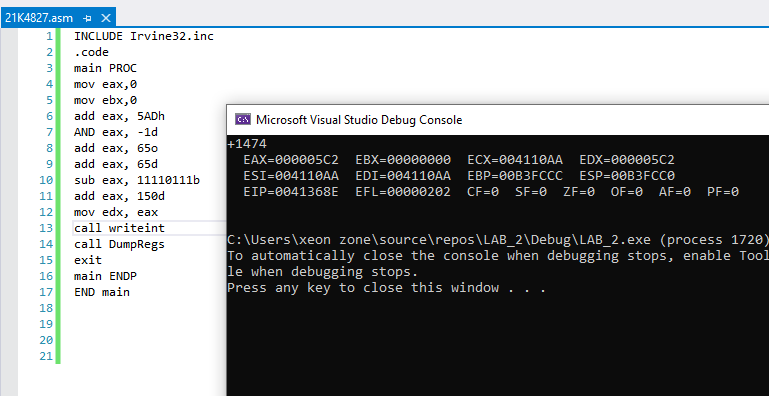 21K4827.asm
1 INCLUDE Irvine32.inc
2 .code
3 main PROC
4 mov eax,0
5 mov ebx,0
6 add eax, 5ADh
7 AND eax, -1d
8 add eax, 65o
9 add eax, 65d
10 sub eax, 11110111b
11 add eax, 150d
12 mov edx, eax
13 call writeint
14 call DumpRegs
15 exit
16 main ENDP
17 END main
18
19
20
21
Microsoft Visual Studio Debug Console
+1474
EAX=000005C2 EBX=00000000 ECX=004110AA EDX=005C2
ESI=004110AA EDI=004110AA EBP=00B3FCCC ESP=00B3FCC0
EIP=0041368E EFL=00000202 CF=0 SF=0 ZF=0 OF=0 AF=0 PF=0
C:\Users\xeon zone\source\repos\LAB_2\Debug\LAB_2.exe (process 1720)
To automatically close the console when debugging stops, enable Tool
le when debugging stops.
Press any key to close this window . . .